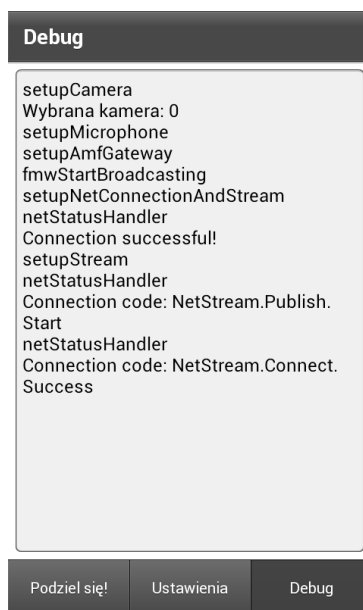 Debug
setupCamera
Wybrana kamera: 0
setupMicrophone
setupAmfGateway
fmwStartBroadcasting
setupNetConnectionAndStream
netStatusHandler
Connection successful!
setupStream
netStatusHandler
Connection code: NetStream.Publish.
Start
netStatusHandler
Connection code: NetStream.Connect.
Success
Podziel się! Ustawienia Debug